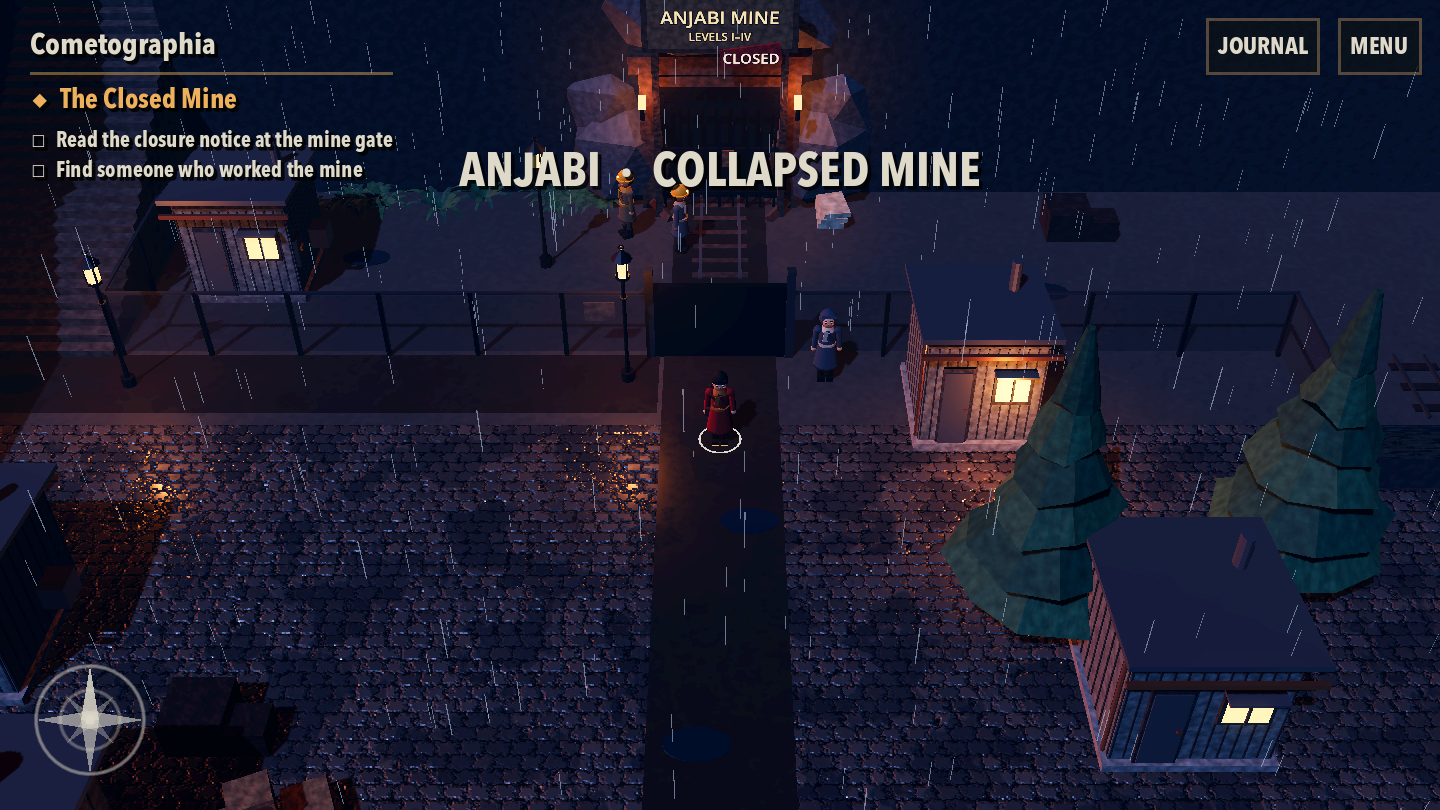 Cometographia
The Closed Mine
Read the closure notice at the mine gate
Find someone who worked the mine
ANJABI MINE
LEVELS I–IV
CLOSED
JOURNAL
MENU
ANJABI COLLAPSED MINE